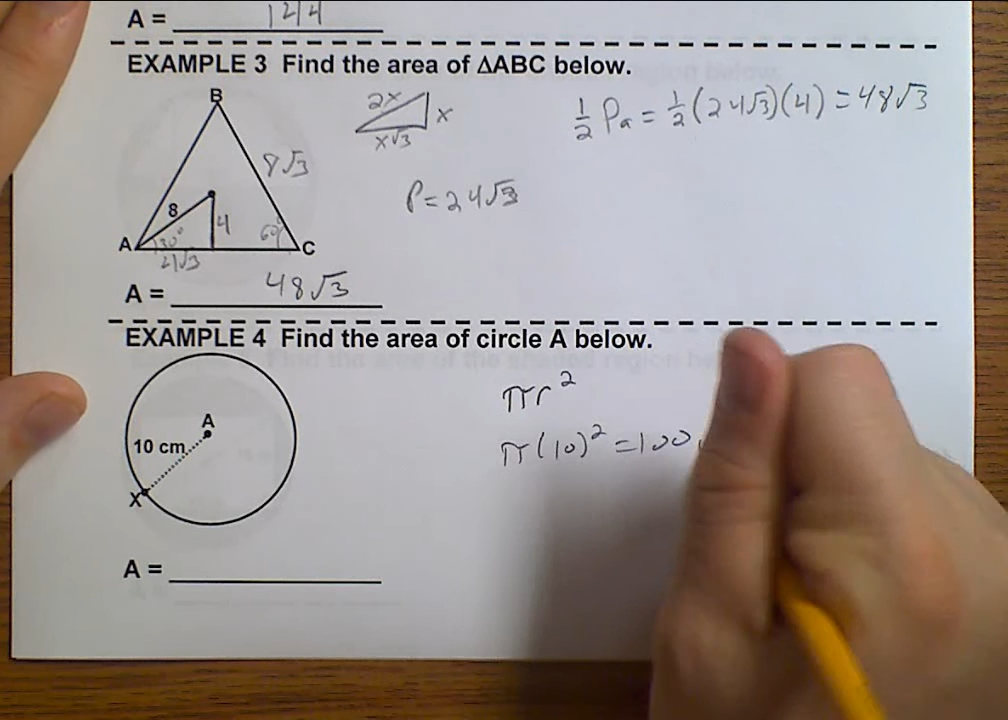 A = 144
EXAMPLE 3 Find the area of ΔABC below.
B
2x
x
x√3
½ Pa = ½ (24√3)(4) = 48√3
8√3
P = 24√3
8
4
A
30°
60°
C
4√3
A = 48√3
EXAMPLE 4 Find the area of circle A below.
πr²
A
10 cm
π(10)² = 100
X
A =